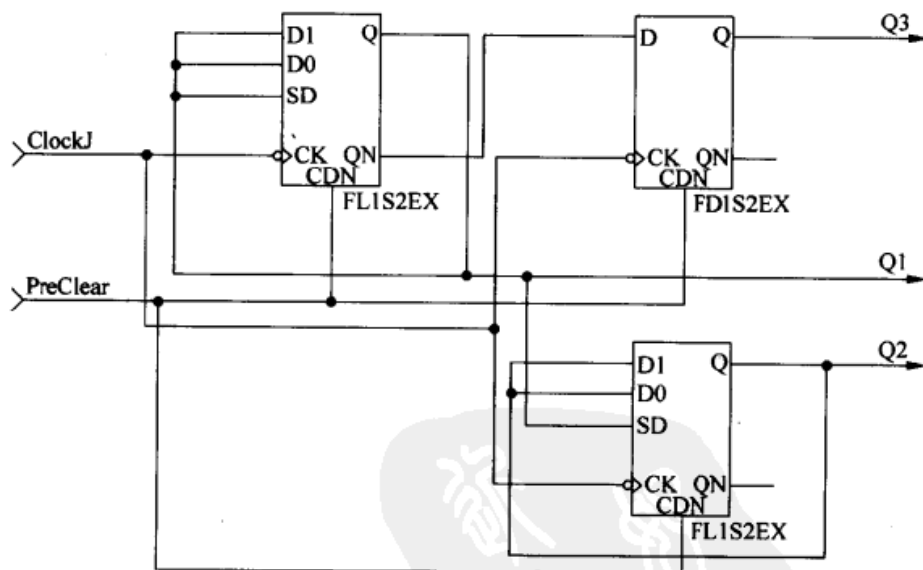 D1 Q
D0
SD
CK QN
CDN
FL1S2EX
D Q
CK QN
CDN
FD1S2EX
Q3
ClockJ
Q1
PreClear
D1 Q
D0
SD
CK QN
CDN
FL1S2EX
Q2